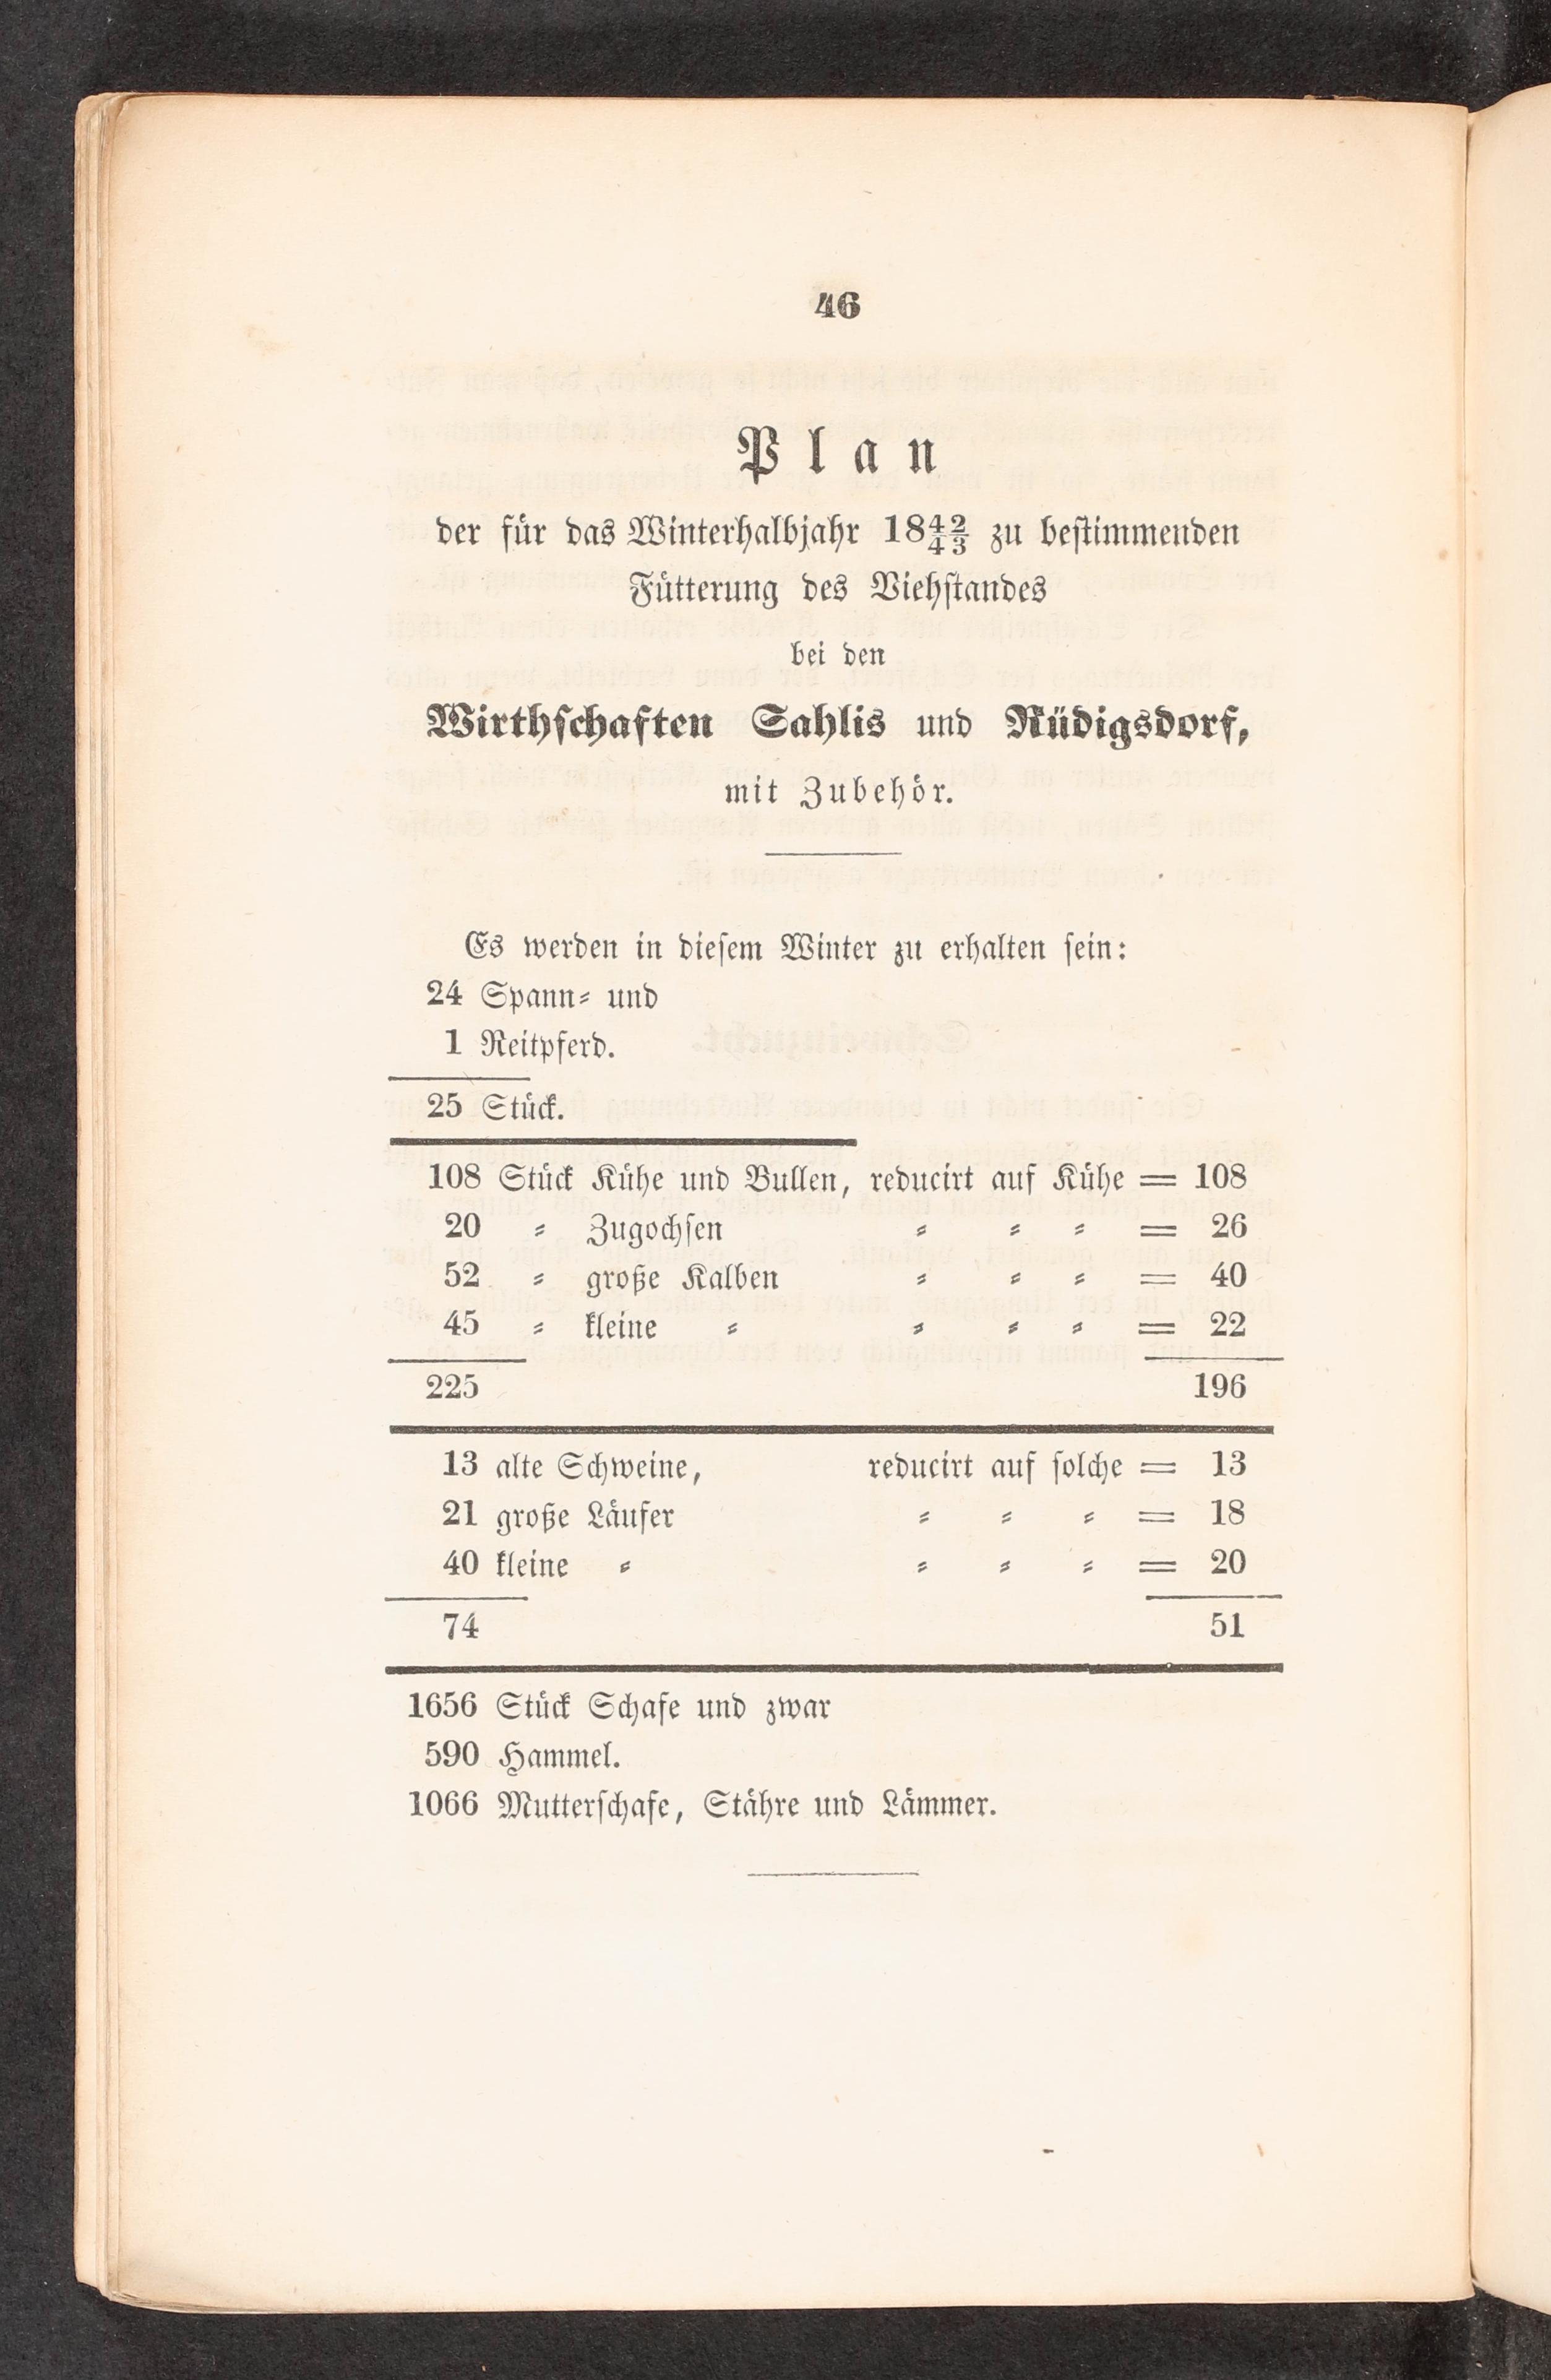 46
Plan
der für das Winterhalbjahr 18 42/43 zu bestimmenden
Fütterung des Viehstandes
bei den
Wirthschaften Sahlis und Rüdigsdorf,
mit Zubehör.
Es werden in diesem Winter zu erhalten sein:
24 Spann- und
1 Reitpferd.
25 Stück.
108 Stück Kühe und Bullen, reducirt auf Kühe = 108
20 〃 Zugochsen 〃 〃 〃 = 26
52 〃 große Kalben 〃 〃 〃 = 40
45 〃 kleine 〃 〃 〃 〃 = 22
225 196
13 alte Schweine, reducirt auf solche = 13
21 große Läufer 〃 〃 〃 = 18
40 kleine 〃 〃 〃 〃 = 20
74 51
1656 Stück Schafe und zwar
590 Hammel.
1066 Mutterschafe, Stähre und Lämmer.